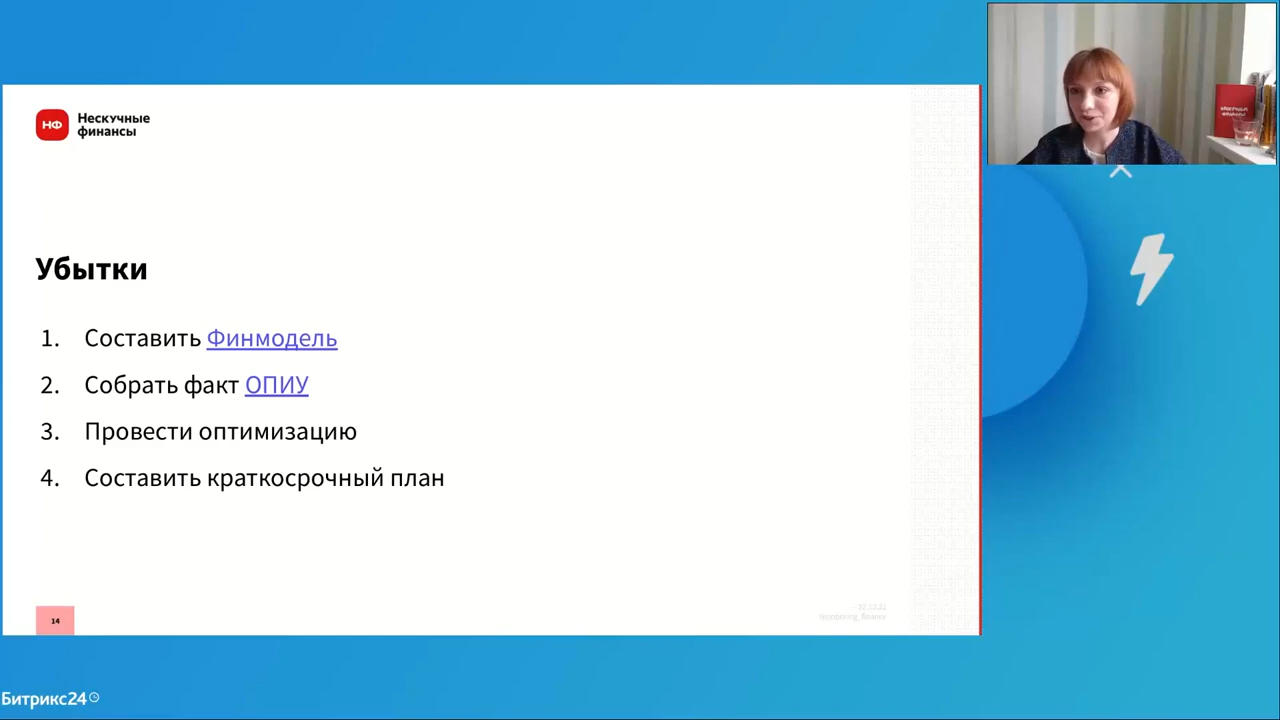 НФ
Нескучные
финансы
Убытки
1. Составить Финмодель
2. Собрать факт ОПИУ
3. Провести оптимизацию
4. Составить краткосрочный план
14
Битрикс24